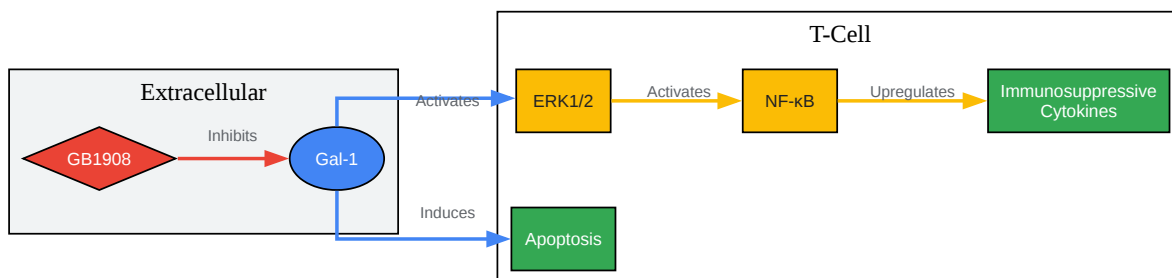 T-Cell
Extracellular
GB1908
Inhibits
Gal-1
Activates
ERK1/2
Activates
NF-κB
Upregulates
Immunosuppressive
Cytokines
Induces
Apoptosis